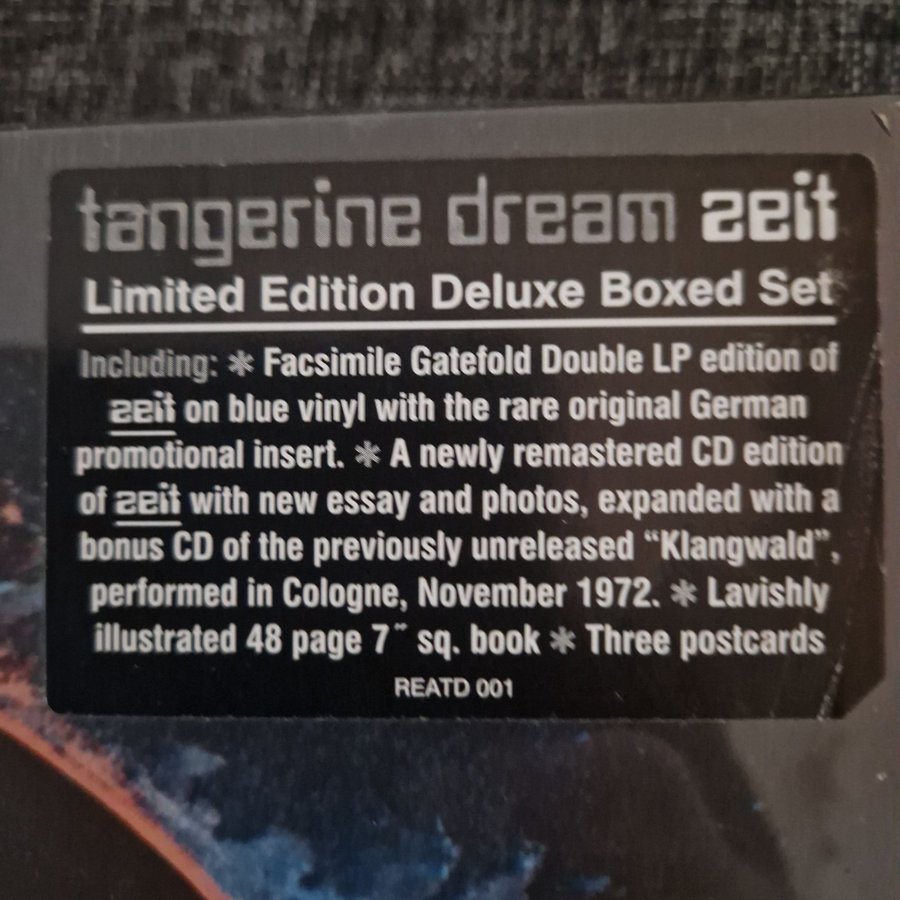 tangerine dream zeit
Limited Edition Deluxe Boxed Set
Including: * Facsimile Gatefold Double LP edition of
zeit on blue vinyl with the rare original German
promotional insert. * A newly remastered CD edition
of zeit with new essay and photos, expanded with a
bonus CD of the previously unreleased “Klangwald”,
performed in Cologne, November 1972. * Lavishly
illustrated 48 page 7˝ sq. book * Three postcards
REATD 001